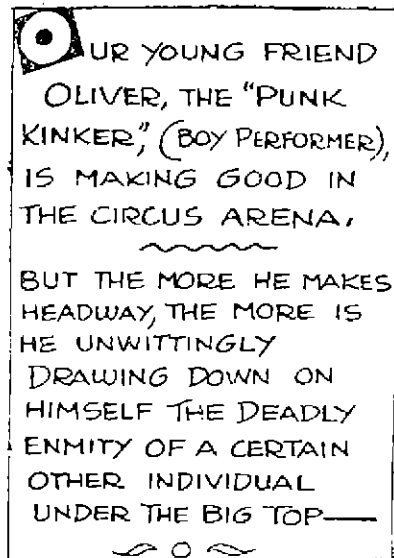 OUR YOUNG FRIEND
OLIVER, THE "PUNK
KINKER," (BOY PERFORMER),
IS MAKING GOOD IN
THE CIRCUS ARENA.
BUT THE MORE HE MAKES
HEADWAY, THE MORE IS
HE UNWITTINGLY
DRAWING DOWN ON
HIMSELF THE DEADLY
ENMITY OF A CERTAIN
OTHER INDIVIDUAL
UNDER THE BIG TOP—